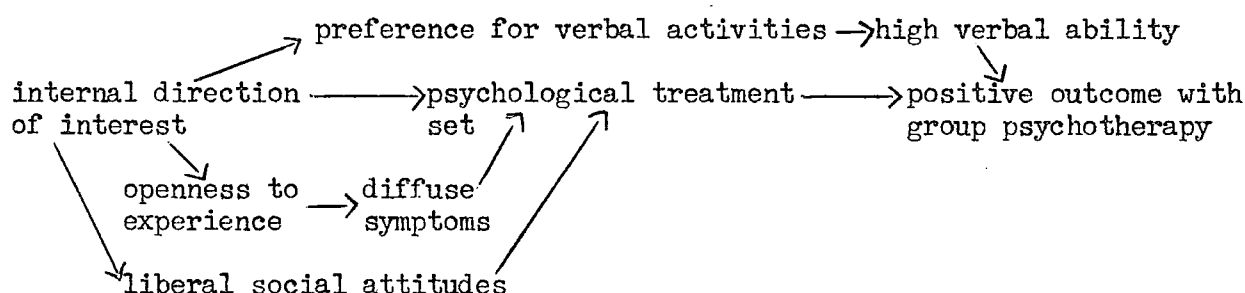 preference for verbal activities high verbal ability
internal direction psychological treatment positive outcome with
of interest set group psychotherapy
openness to diffuse
experience symptoms
liberal social attitudes